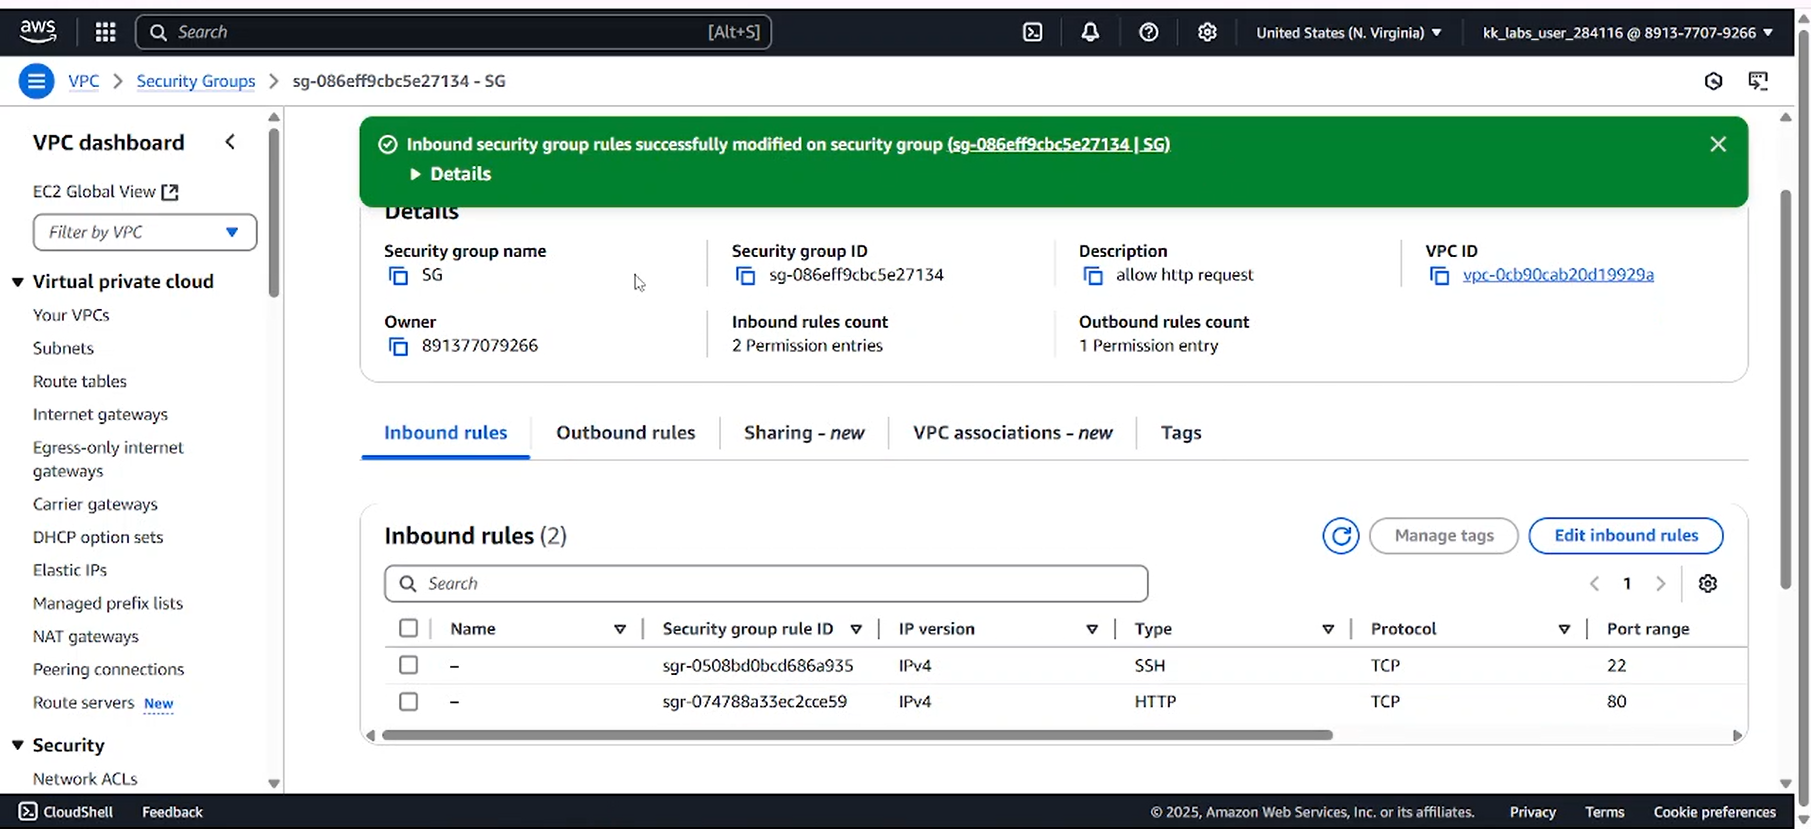 aws
Search [Alt+S]
United States (N. Virginia)
kk_labs_user_284116 @ 8913-7707-9266
VPC > Security Groups > sg-086eff9cbc5e27134 - SG
VPC dashboard
EC2 Global View
Filter by VPC
Virtual private cloud
Your VPCs
Subnets
Route tables
Internet gateways
Egress-only internet
gateways
Carrier gateways
DHCP option sets
Elastic IPs
Managed prefix lists
NAT gateways
Peering connections
Route servers New
Security
Network ACLs
Inbound security group rules successfully modified on security group (sg-086eff9cbc5e27134 | SG)
Details
Details
Security group name
SG
Security group ID
sg-086eff9cbc5e27134
Description
allow http request
VPC ID
vpc-0cb90cab20d19929a
Owner
891377079266
Inbound rules count
2 Permission entries
Outbound rules count
1 Permission entry
Inbound rules
Outbound rules
Sharing - new
VPC associations - new
Tags
Inbound rules (2)
Manage tags
Edit inbound rules
Search
1
Name Security group rule ID IP version Type Protocol Port range
– sgr-0508bd0bcd686a935 IPv4 SSH TCP 22
– sgr-074788a33ec2cce59 IPv4 HTTP TCP 80
CloudShell Feedback
© 2025, Amazon Web Services, Inc. or its affiliates. Privacy Terms Cookie preferences